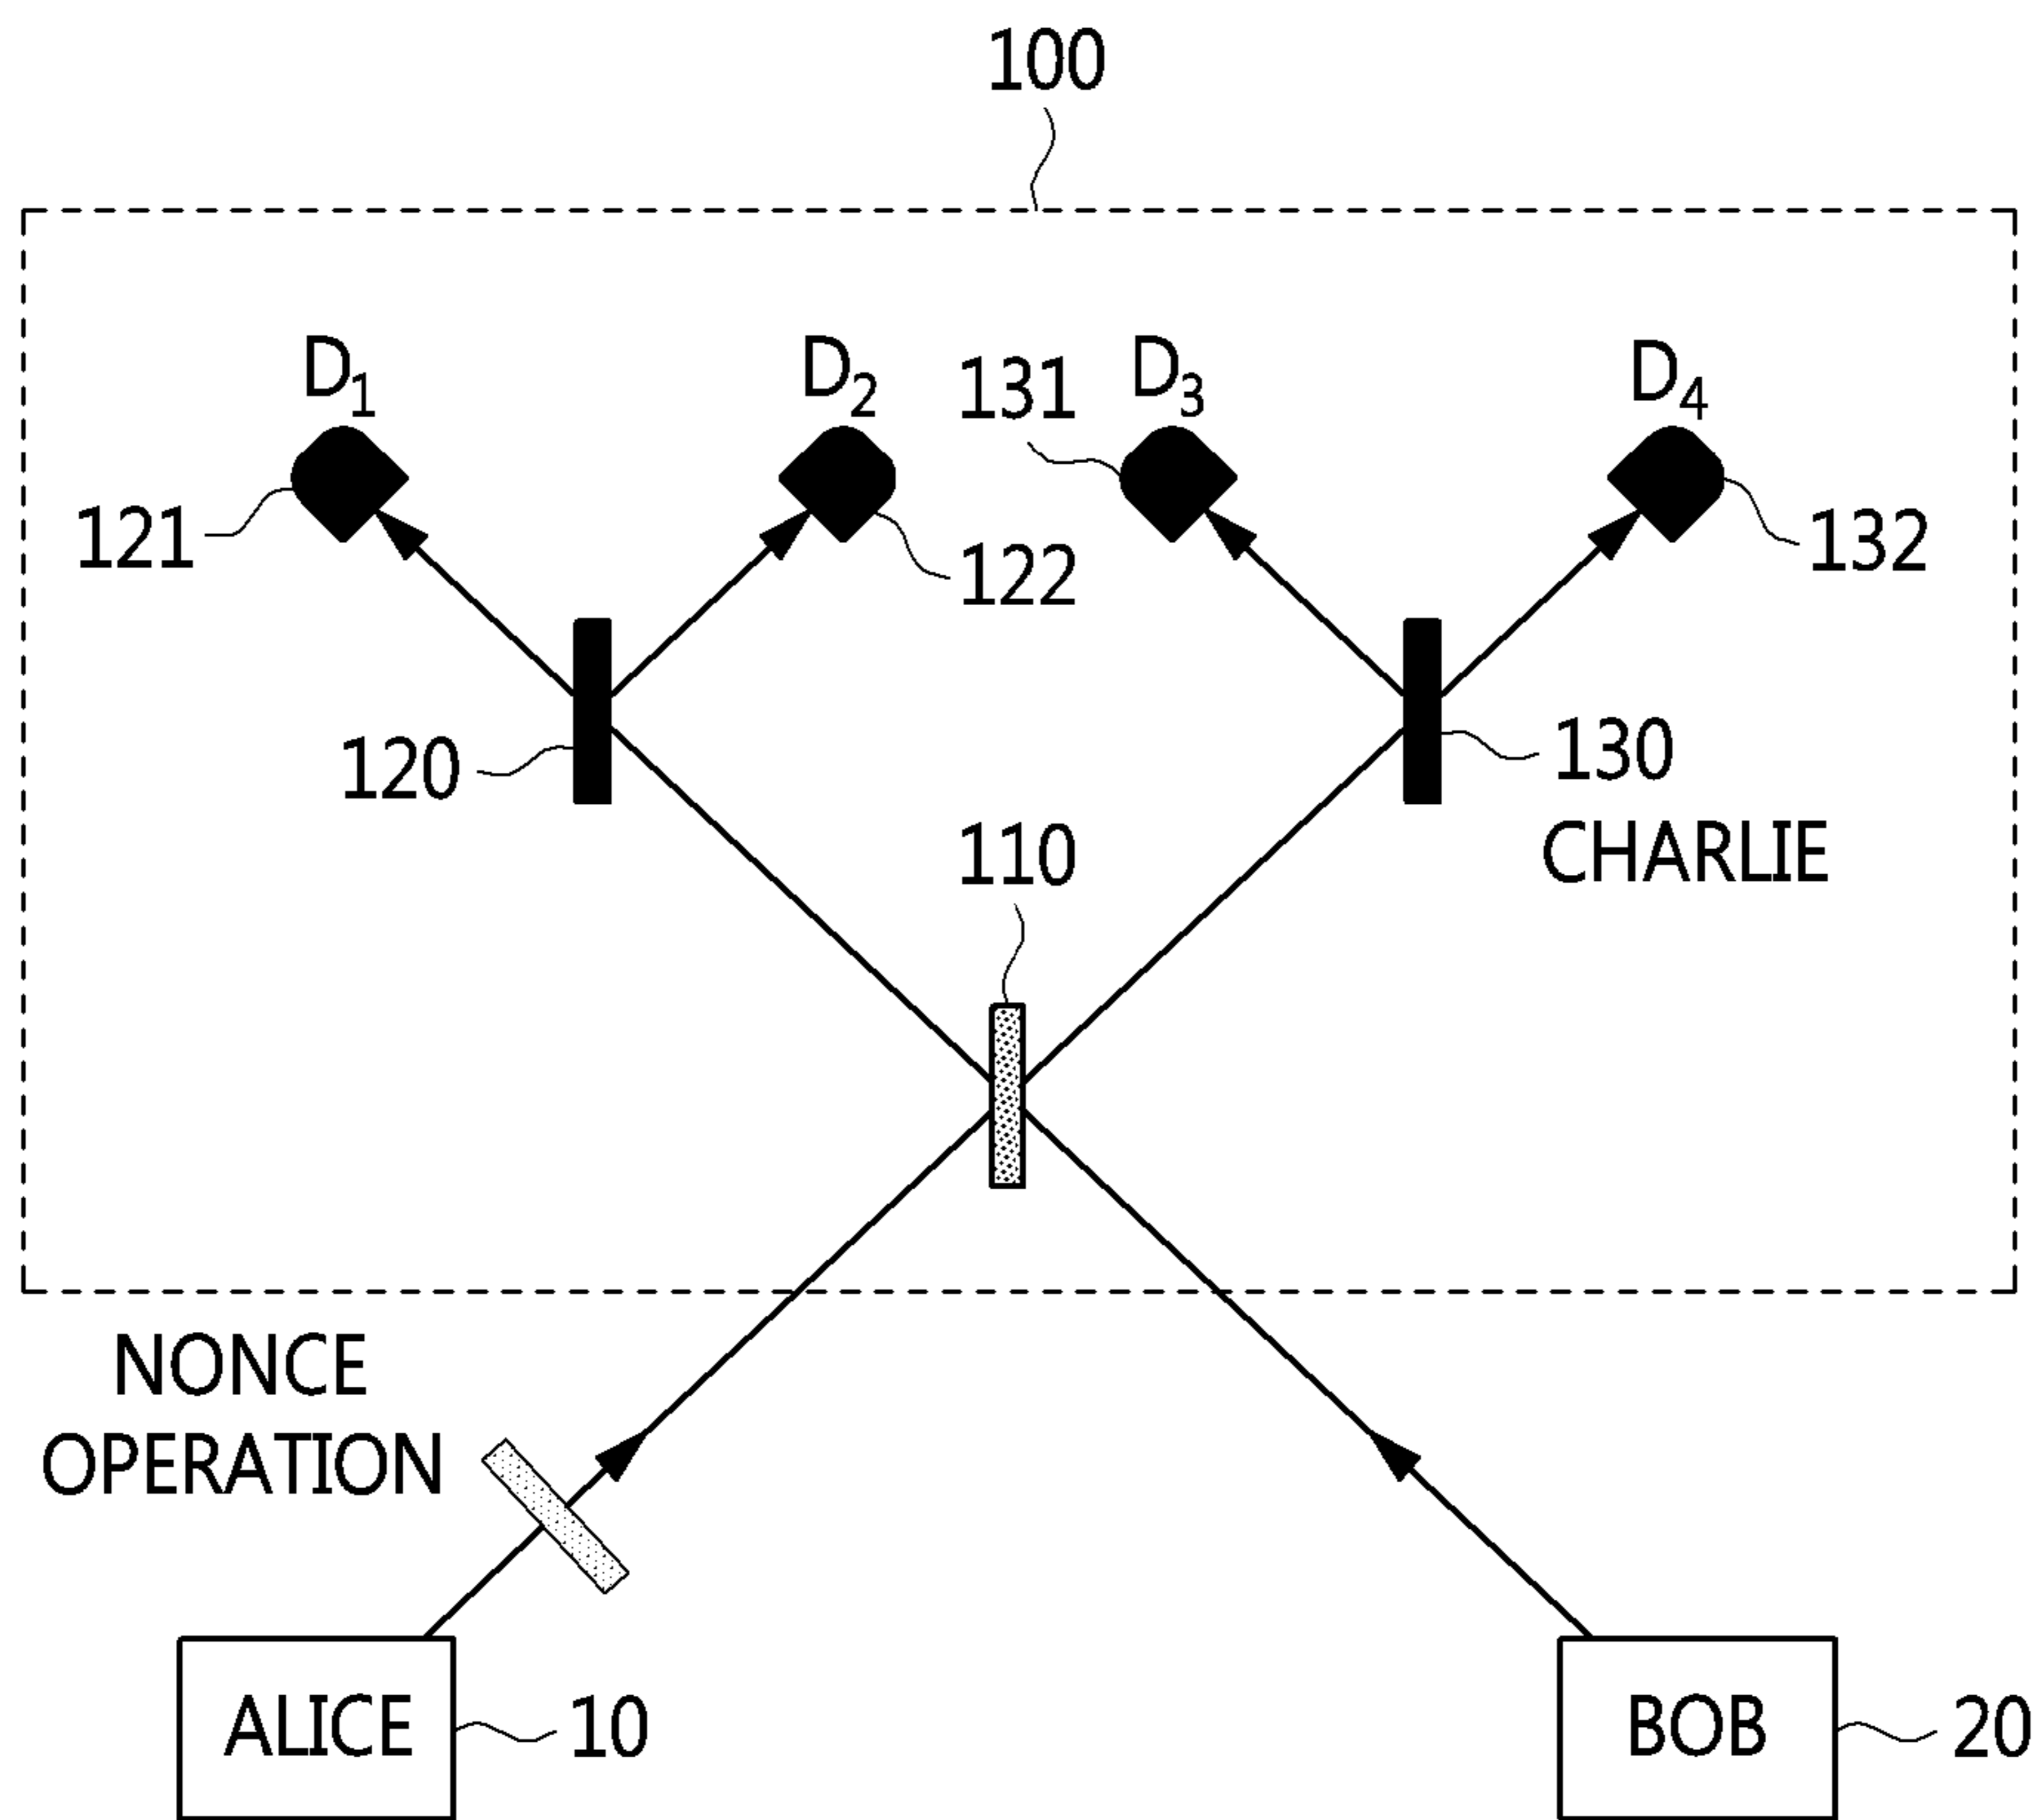 100
D1
D2
131
D3
D4
121
122
132
120
130
CHARLIE
110
NONCE
OPERATION
ALICE
10
BOB
20